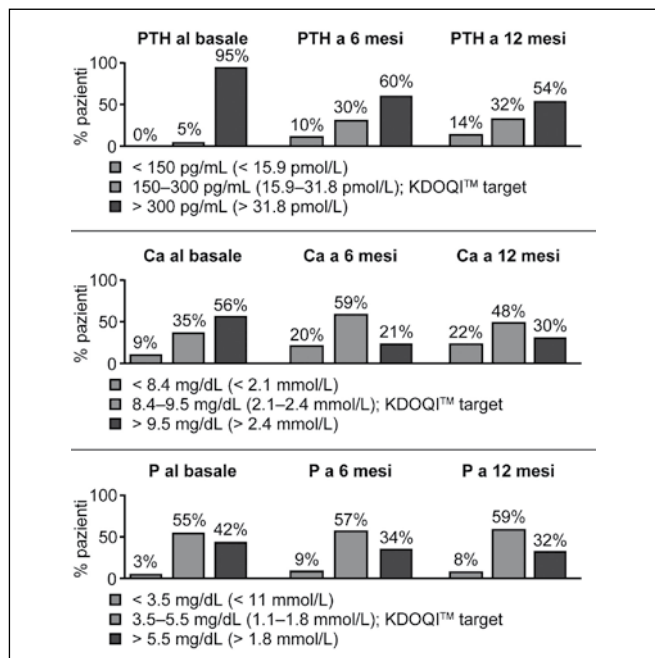 PTH al basale PTH a 6 mesi PTH a 12 mesi
% pazienti
100
50
0
0% 5% 95%
10% 30% 60%
14% 32% 54%
< 150 pg/mL (< 15.9 pmol/L)
150–300 pg/mL (15.9–31.8 pmol/L); KDOQI™ target
> 300 pg/mL (> 31.8 pmol/L)
Ca al basale Ca a 6 mesi Ca a 12 mesi
% pazienti
100
50
0
9% 35% 56%
20% 59% 21%
22% 48% 30%
< 8.4 mg/dL (< 2.1 mmol/L)
8.4–9.5 mg/dL (2.1–2.4 mmol/L); KDOQI™ target
> 9.5 mg/dL (> 2.4 mmol/L)
P al basale P a 6 mesi P a 12 mesi
% pazienti
100
50
0
3% 55% 42%
9% 57% 34%
8% 59% 32%
< 3.5 mg/dL (< 11 mmol/L)
3.5–5.5 mg/dL (1.1–1.8 mmol/L); KDOQI™ target
> 5.5 mg/dL (> 1.8 mmol/L)